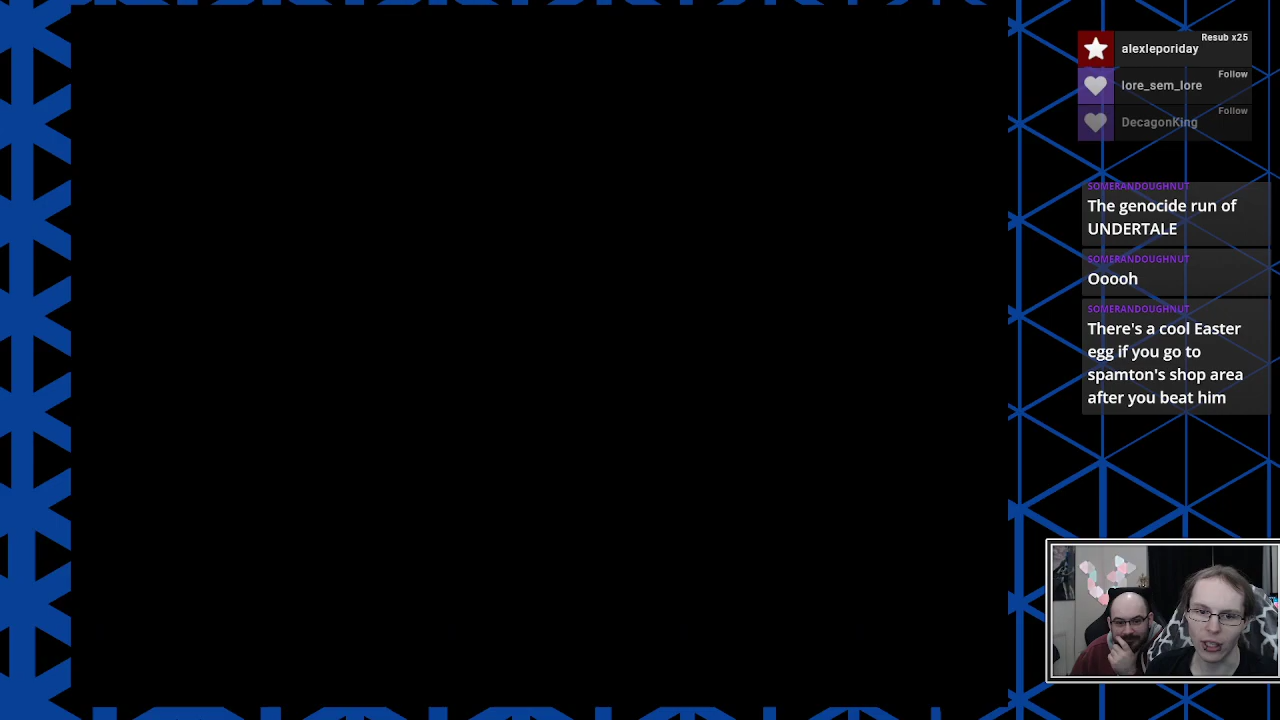 Resub x25
alexleporiday
Follow
lore_sem_lore
Follow
DecagonKing
SOMERANDOUGHNUT
The genocide run of
UNDERTALE
SOMERANDOUGHNUT
Ooooh
SOMERANDOUGHNUT
There's a cool Easter
egg if you go to
spamton's shop area
after you beat him